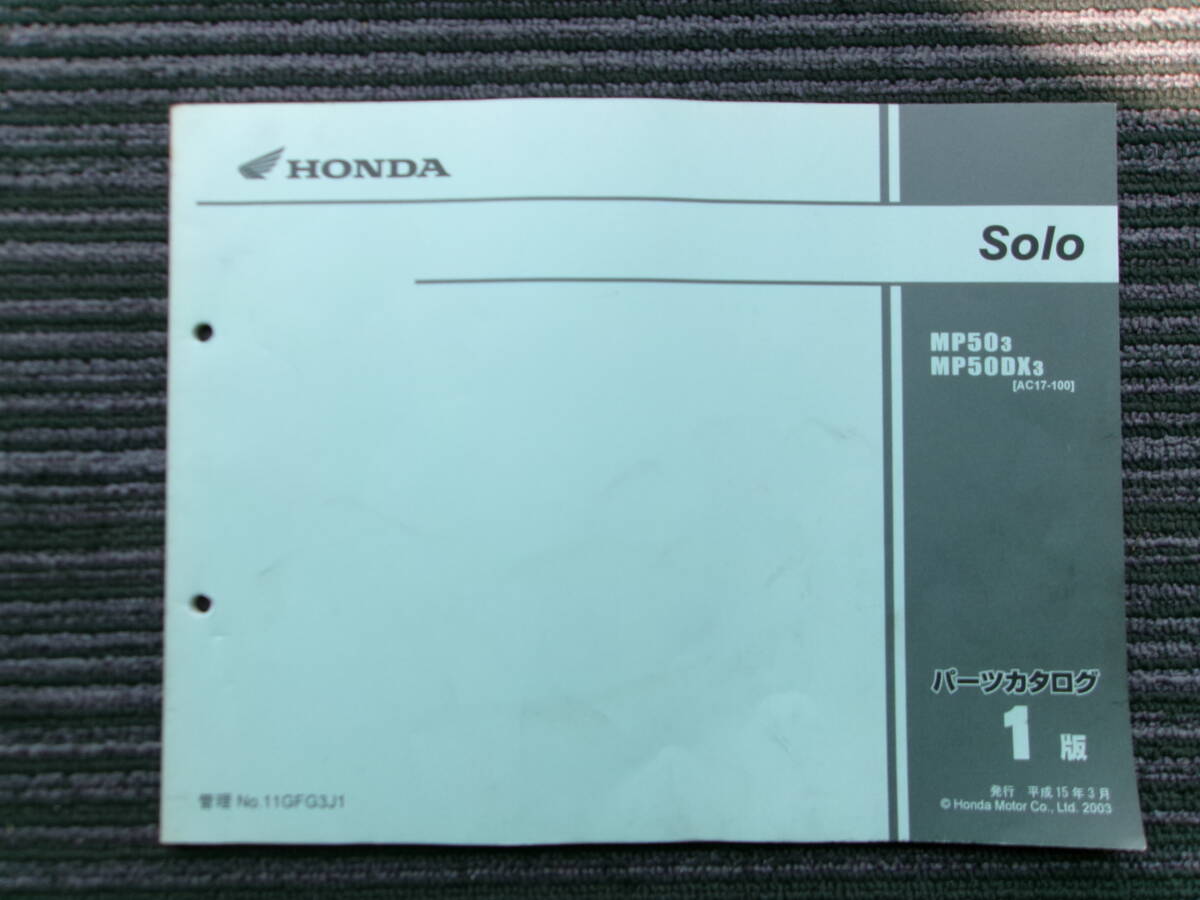 HONDA
Solo
MP503
MP50DX3
[AC17-100]
パーツカタログ
1版
管理 No.11GFG3J1
発行 平成15年3月
© Honda Motor Co., Ltd. 2003